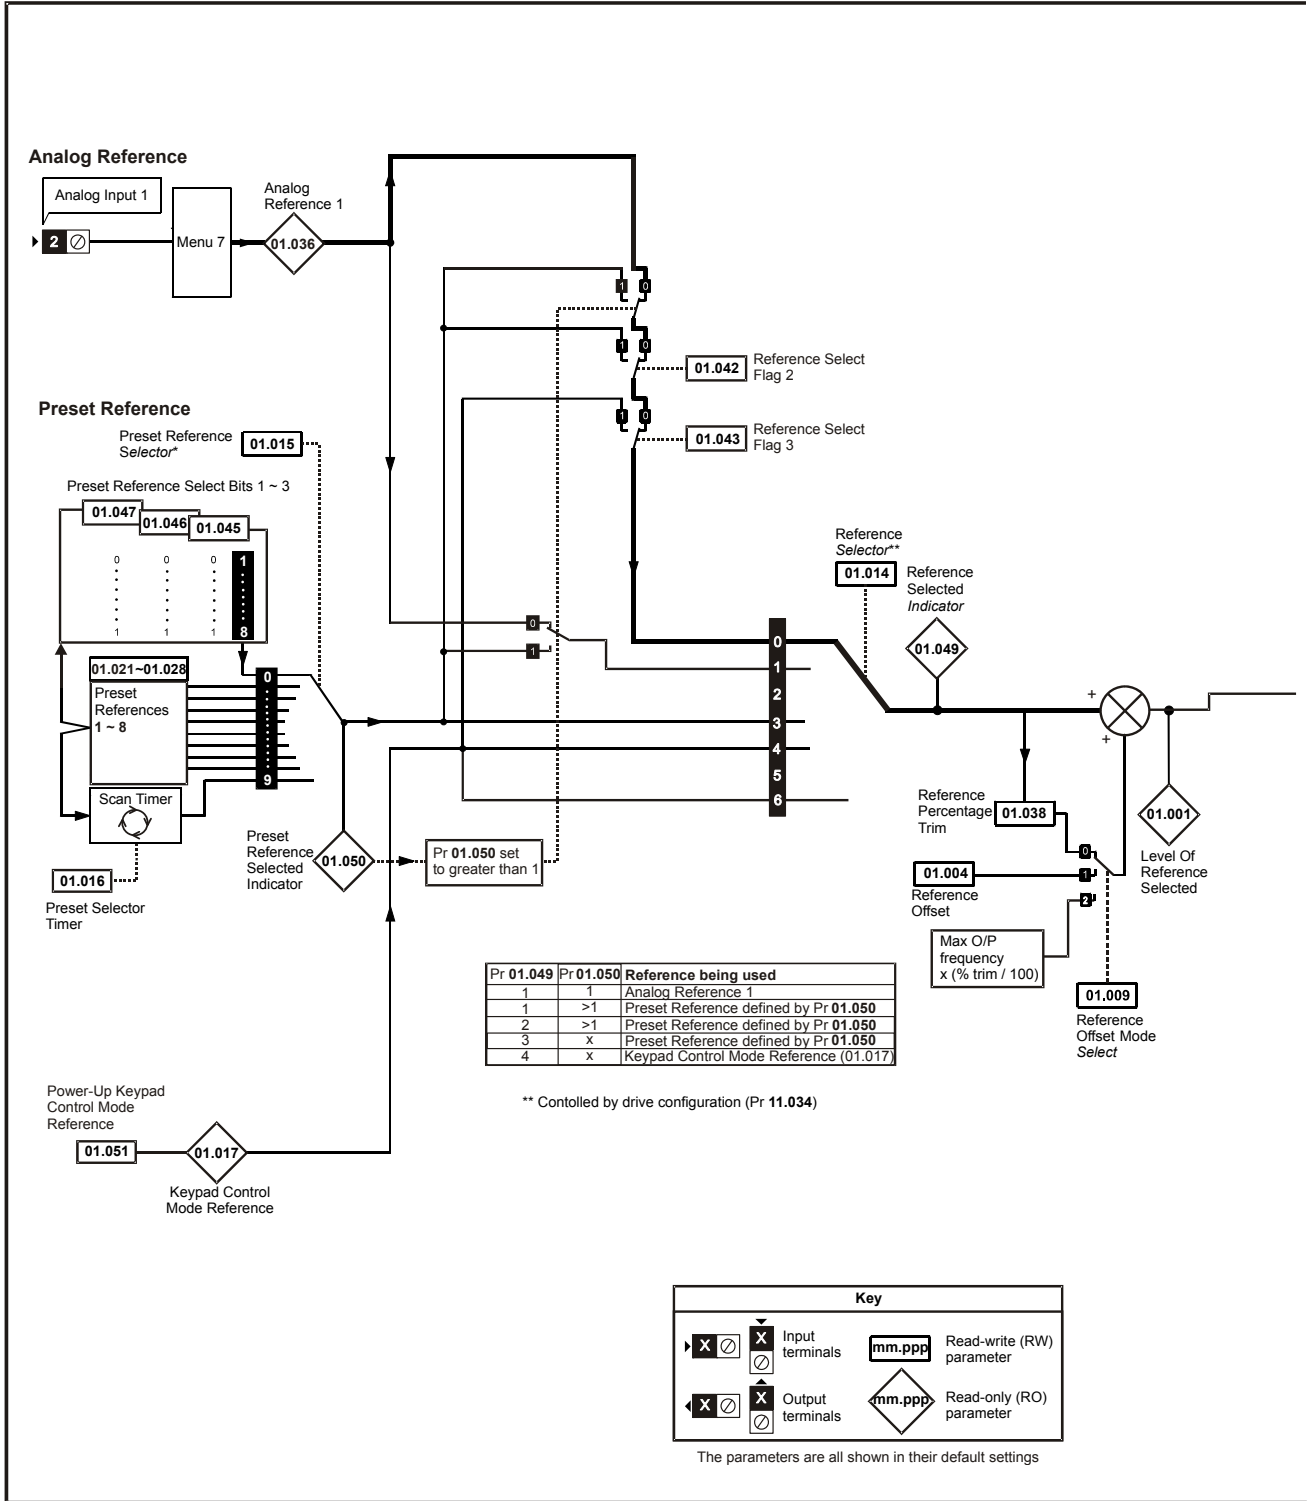 Analog Reference
Analog Input 1
2
Menu 7
Analog
Reference 1
01.036
1 0
1 0
01.042
Reference Select
Flag 2
1 0
01.043
Reference Select
Flag 3
Preset Reference
Preset Reference
Selector*
01.015
Preset Reference Select Bits 1 ~ 3
01.047
01.046
01.045
0 0 0 1
1 1 1 8
01.021~01.028
Preset
References
1 ~ 8
0
9
Scan Timer
01.016
Preset Selector
Timer
Preset
Reference
Selected
Indicator
01.050
Pr 01.050 set
to greater than 1
0
1
0
1
2
3
4
5
6
Reference
Selector**
01.014
Reference
Selected
Indicator
01.049
+
+
Reference
Percentage
Trim
01.038
01.004
Reference
Offset
0
1
2
Max O/P
frequency
x (% trim / 100)
01.009
Reference
Offset Mode
Select
01.001
Level Of
Reference
Selected
Pr 01.049 Pr 01.050 Reference being used
1 1 Analog Reference 1
1 >1 Preset Reference defined by Pr 01.050
2 >1 Preset Reference defined by Pr 01.050
3 x Preset Reference defined by Pr 01.050
4 x Keypad Control Mode Reference (01.017)
** Contolled by drive configuration (Pr 11.034)
Power-Up Keypad
Control Mode
Reference
01.051
01.017
Keypad Control
Mode Reference
Key
X X Input
terminals
mm.ppp
Read-write (RW)
parameter
X X Output
terminals
mm.ppp
Read-only (RO)
parameter
The parameters are all shown in their default settings